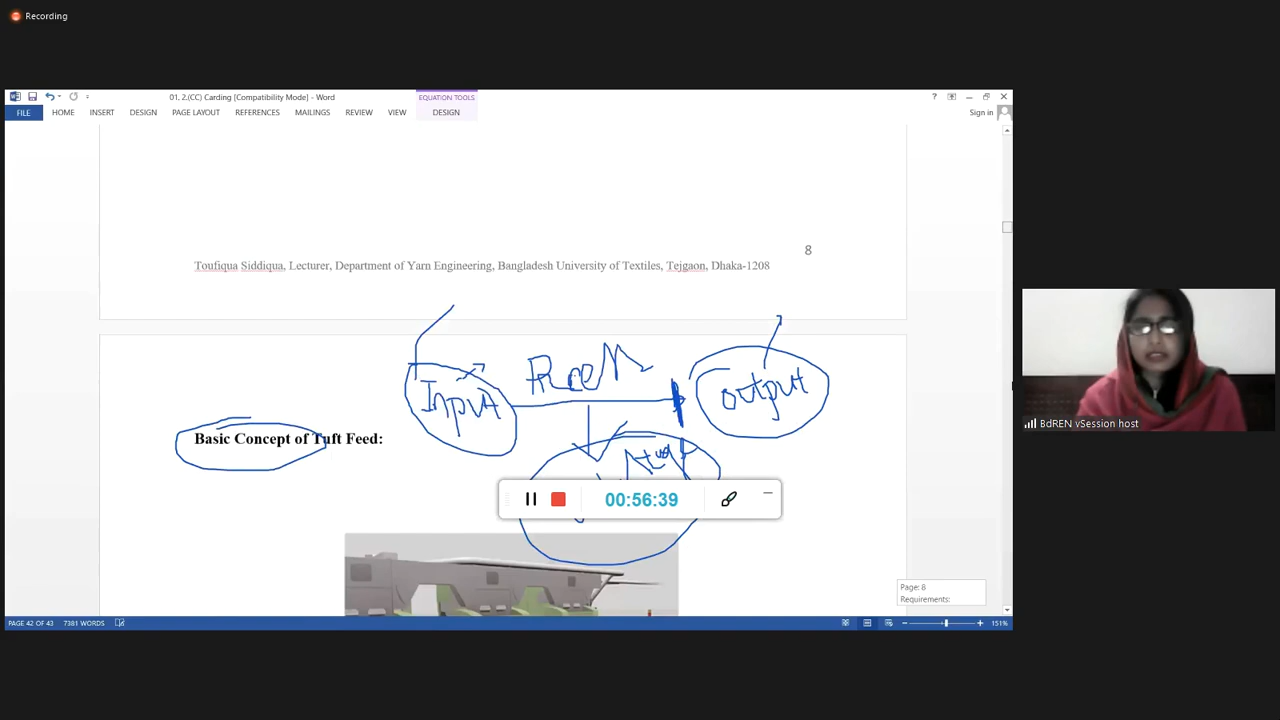 Recording
01. 2.(CC) Carding [Compatibility Mode] - Word
EQUATION TOOLS
?
FILE HOME INSERT DESIGN PAGE LAYOUT REFERENCES MAILINGS REVIEW VIEW DESIGN
Sign in
8
Toufiqua Siddiqua, Lecturer, Department of Yarn Engineering, Bangladesh University of Textiles, Tejgaon, Dhaka-1208
Input
output
Basic Concept of Tuft Feed:
00:56:39
BdREN vSession host
Page: 8
Requirements:
PAGE 42 OF 43 7381 WORDS
151%